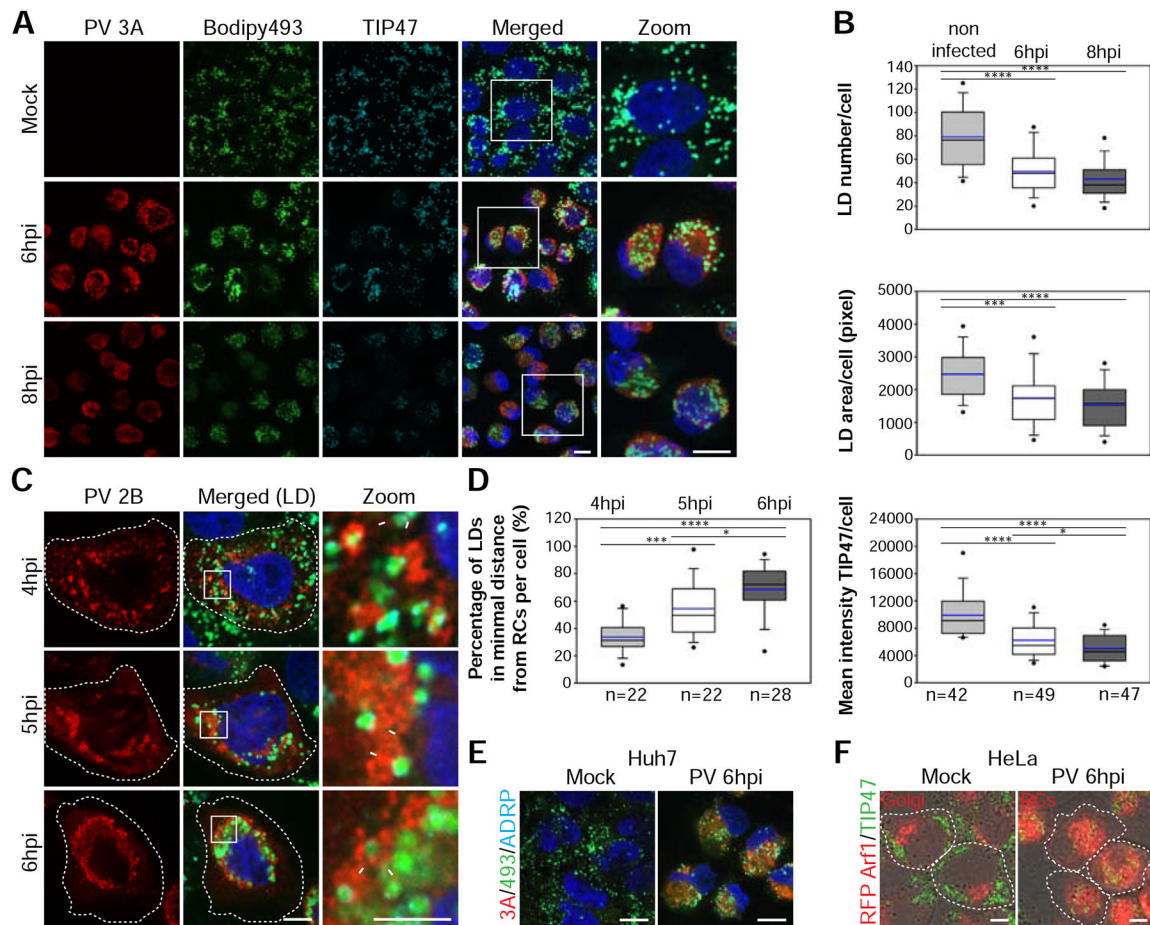 A
PV 3A Bodipy493 TIP47 Merged Zoom
Mock
6hpi
8hpi
B
non infected 6hpi 8hpi
****
****
LD number/cell
140
120
100
80
60
40
20
0
****
***
LD area/cell (pixel)
5000
4000
3000
2000
1000
0
****
* 
****
Mean intensity TIP47/cell
24000
20000
16000
12000
8000
4000
0
n=42 n=49 n=47
C
PV 2B Merged (LD) Zoom
4hpi
5hpi
6hpi
D
4hpi 5hpi 6hpi
****
*
***
Percentage of LDs
in minmal distance
from RCs per cell (%)
120
100
80
60
40
20
0
n=22 n=22 n=28
E
Huh7
Mock PV 6hpi
3A/493/ADRP
F
HeLa
Mock PV 6hpi
RFP Arf1/TIP47
Golgi
RCs